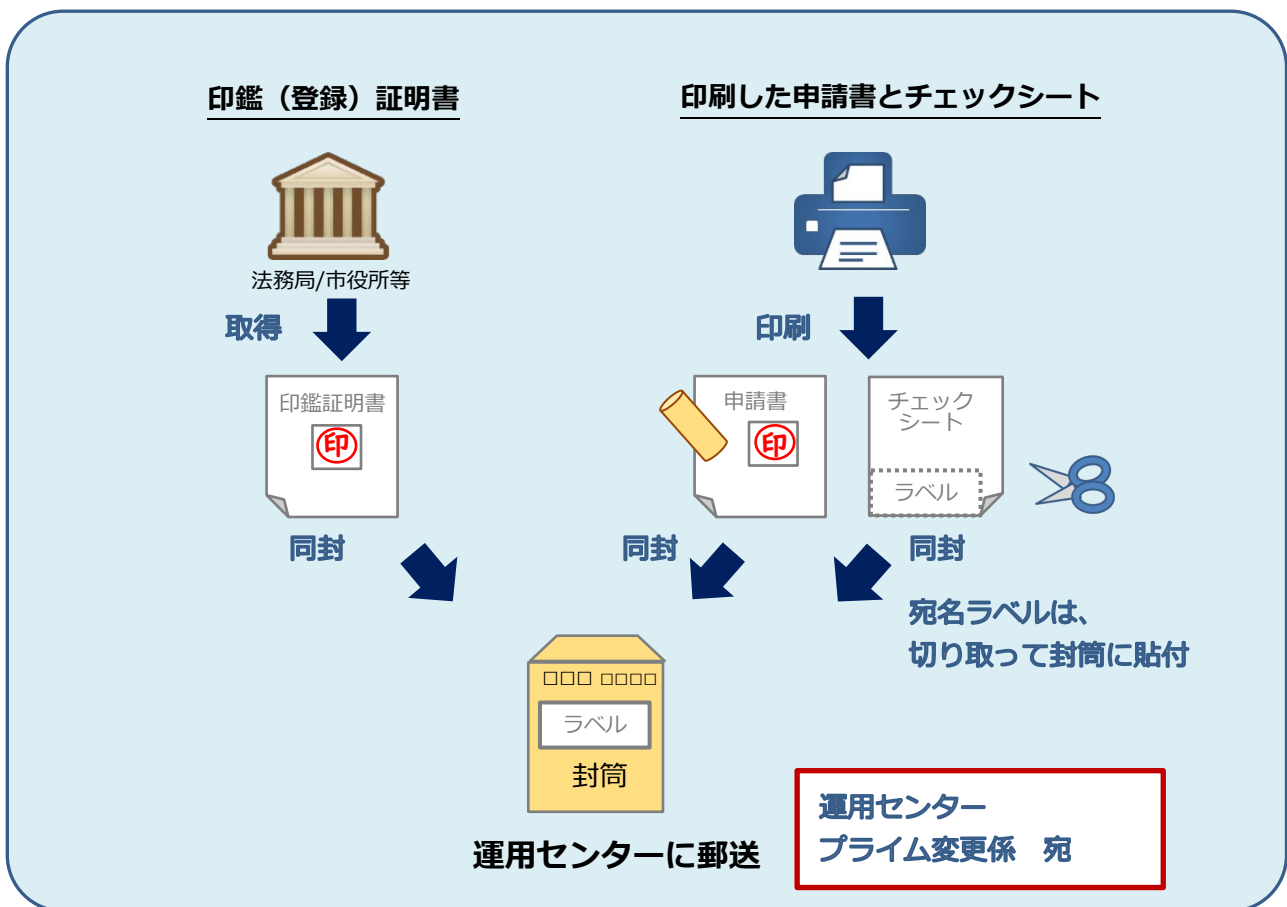 印鑑（登録）証明書
印刷した申請書とチェックシート
法務局/市役所等
取得
印刷
印鑑証明書
印
申請書
印
チェック
シート
ラベル
同封
同封
同封
宛名ラベルは、
切り取って封筒に貼付
□□□ □□□□
ラベル
封筒
運用センターに郵送
運用センター
プライム変更係　宛